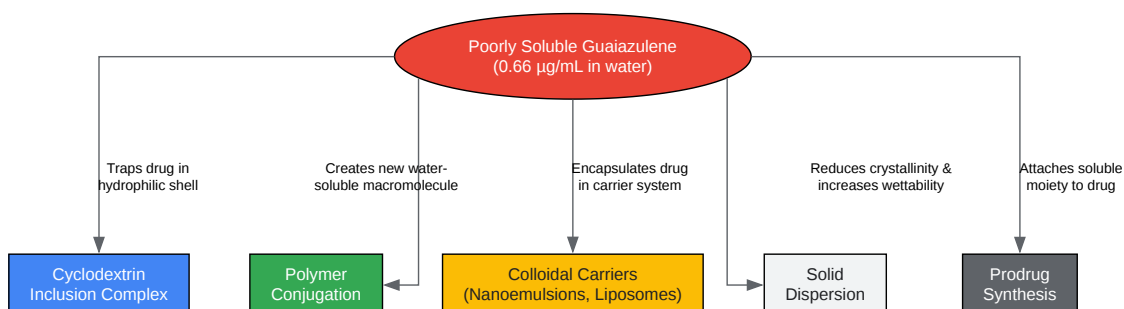 Poorly Soluble Guaiazulene
(0.66 µg/mL in water)
Traps drug in
hydrophilic shell
Creates new water-
soluble macromolecule
Encapsulates drug
in carrier system
Reduces crystallinity &
increases wettability
Attaches soluble
moiety to drug
Cyclodextrin
Inclusion Complex
Polymer
Conjugation
Colloidal Carriers
(Nanoemulsions, Liposomes)
Solid
Dispersion
Prodrug
Synthesis